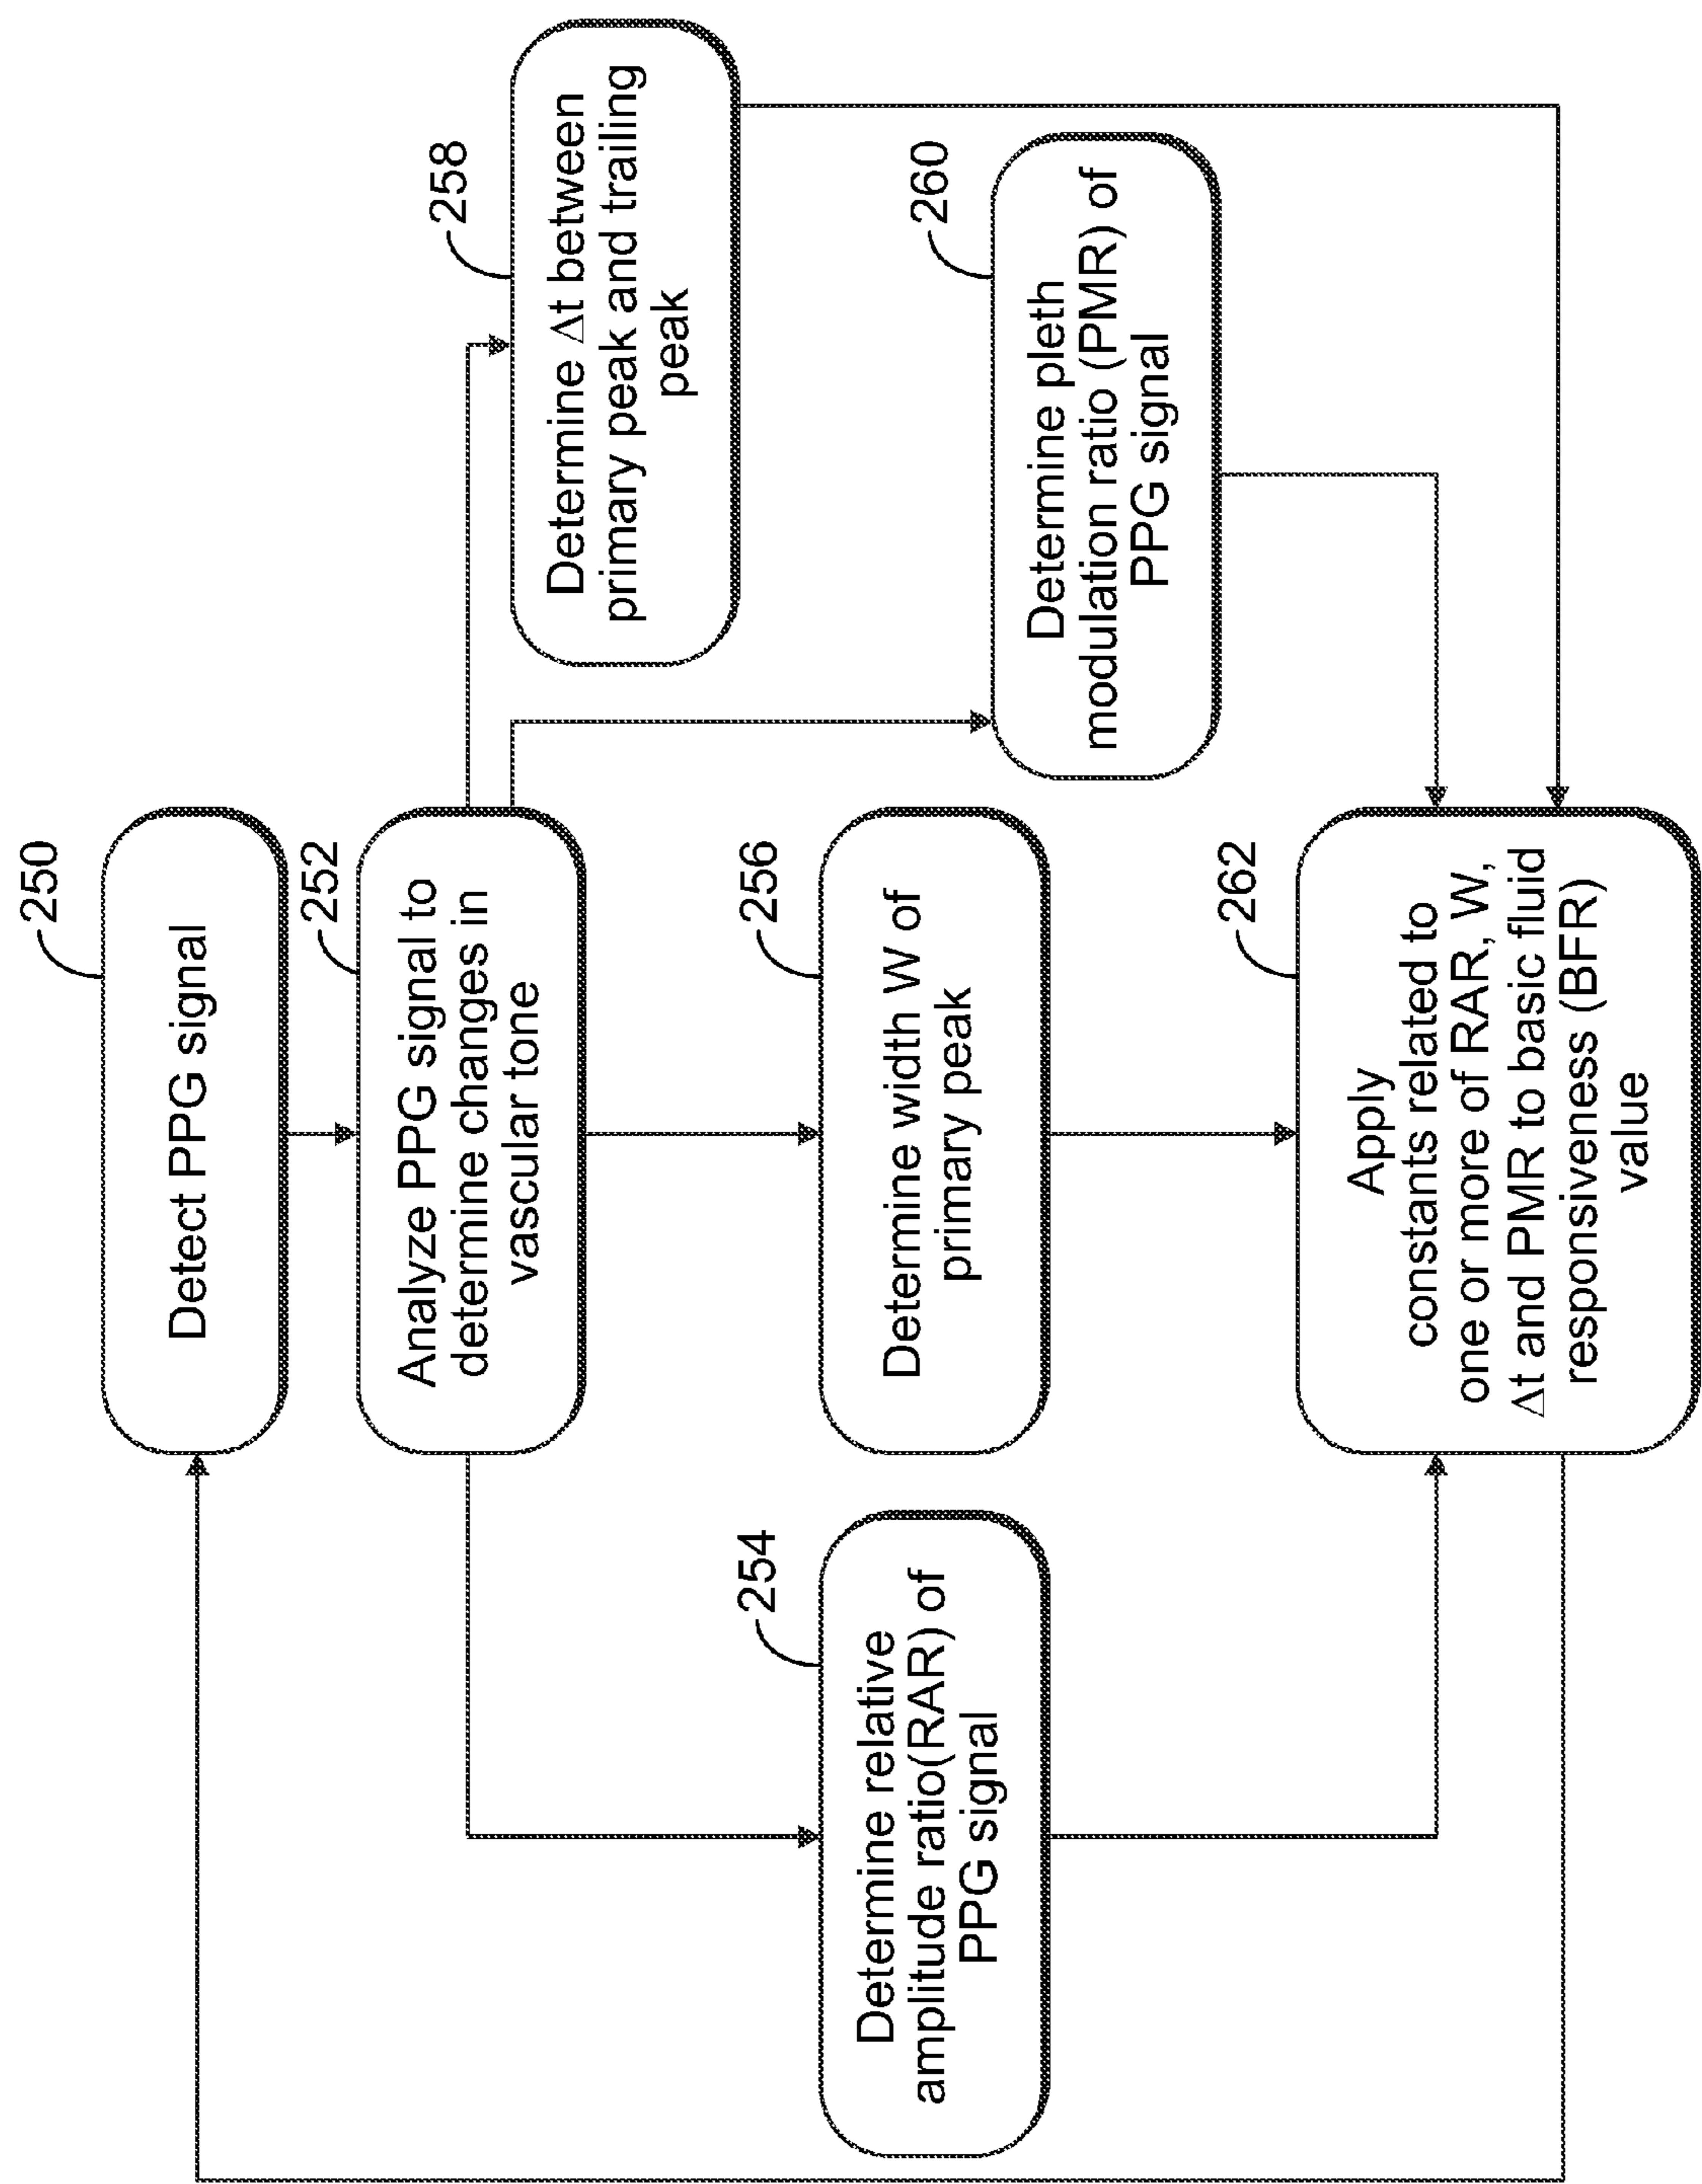 250
Detect PPG signal
252
Analyze PPG signal to
determine changes in
vascular tone
254
Determine relative
amplitude ratio(RAR) of
PPG signal
256
Determine width W of
primary peak
258
Determine Δt between
primary peak and trailing
peak
260
Determine pleth
modulation ratio (PMR) of
PPG signal
262
Apply
constants related to
one or more of RAR, W,
Δt and PMR to basic fluid
responsiveness (BFR)
value